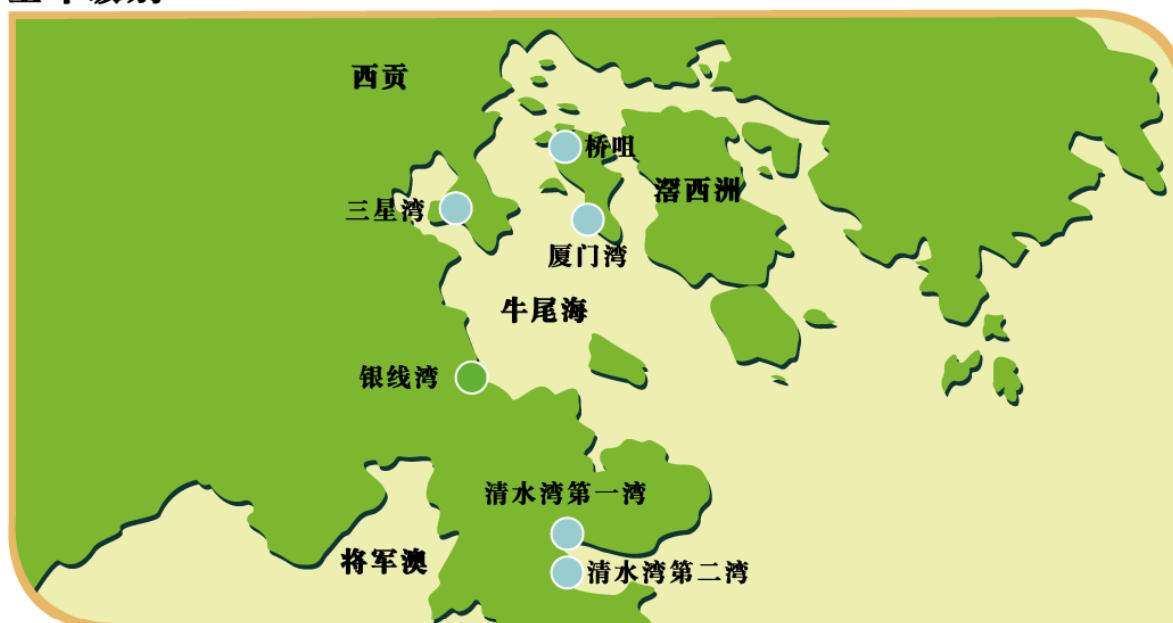 西贡
桥咀
滘西洲
三星湾
厦门湾
牛尾海
银线湾
清水湾第一湾
将军澳
清水湾第二湾